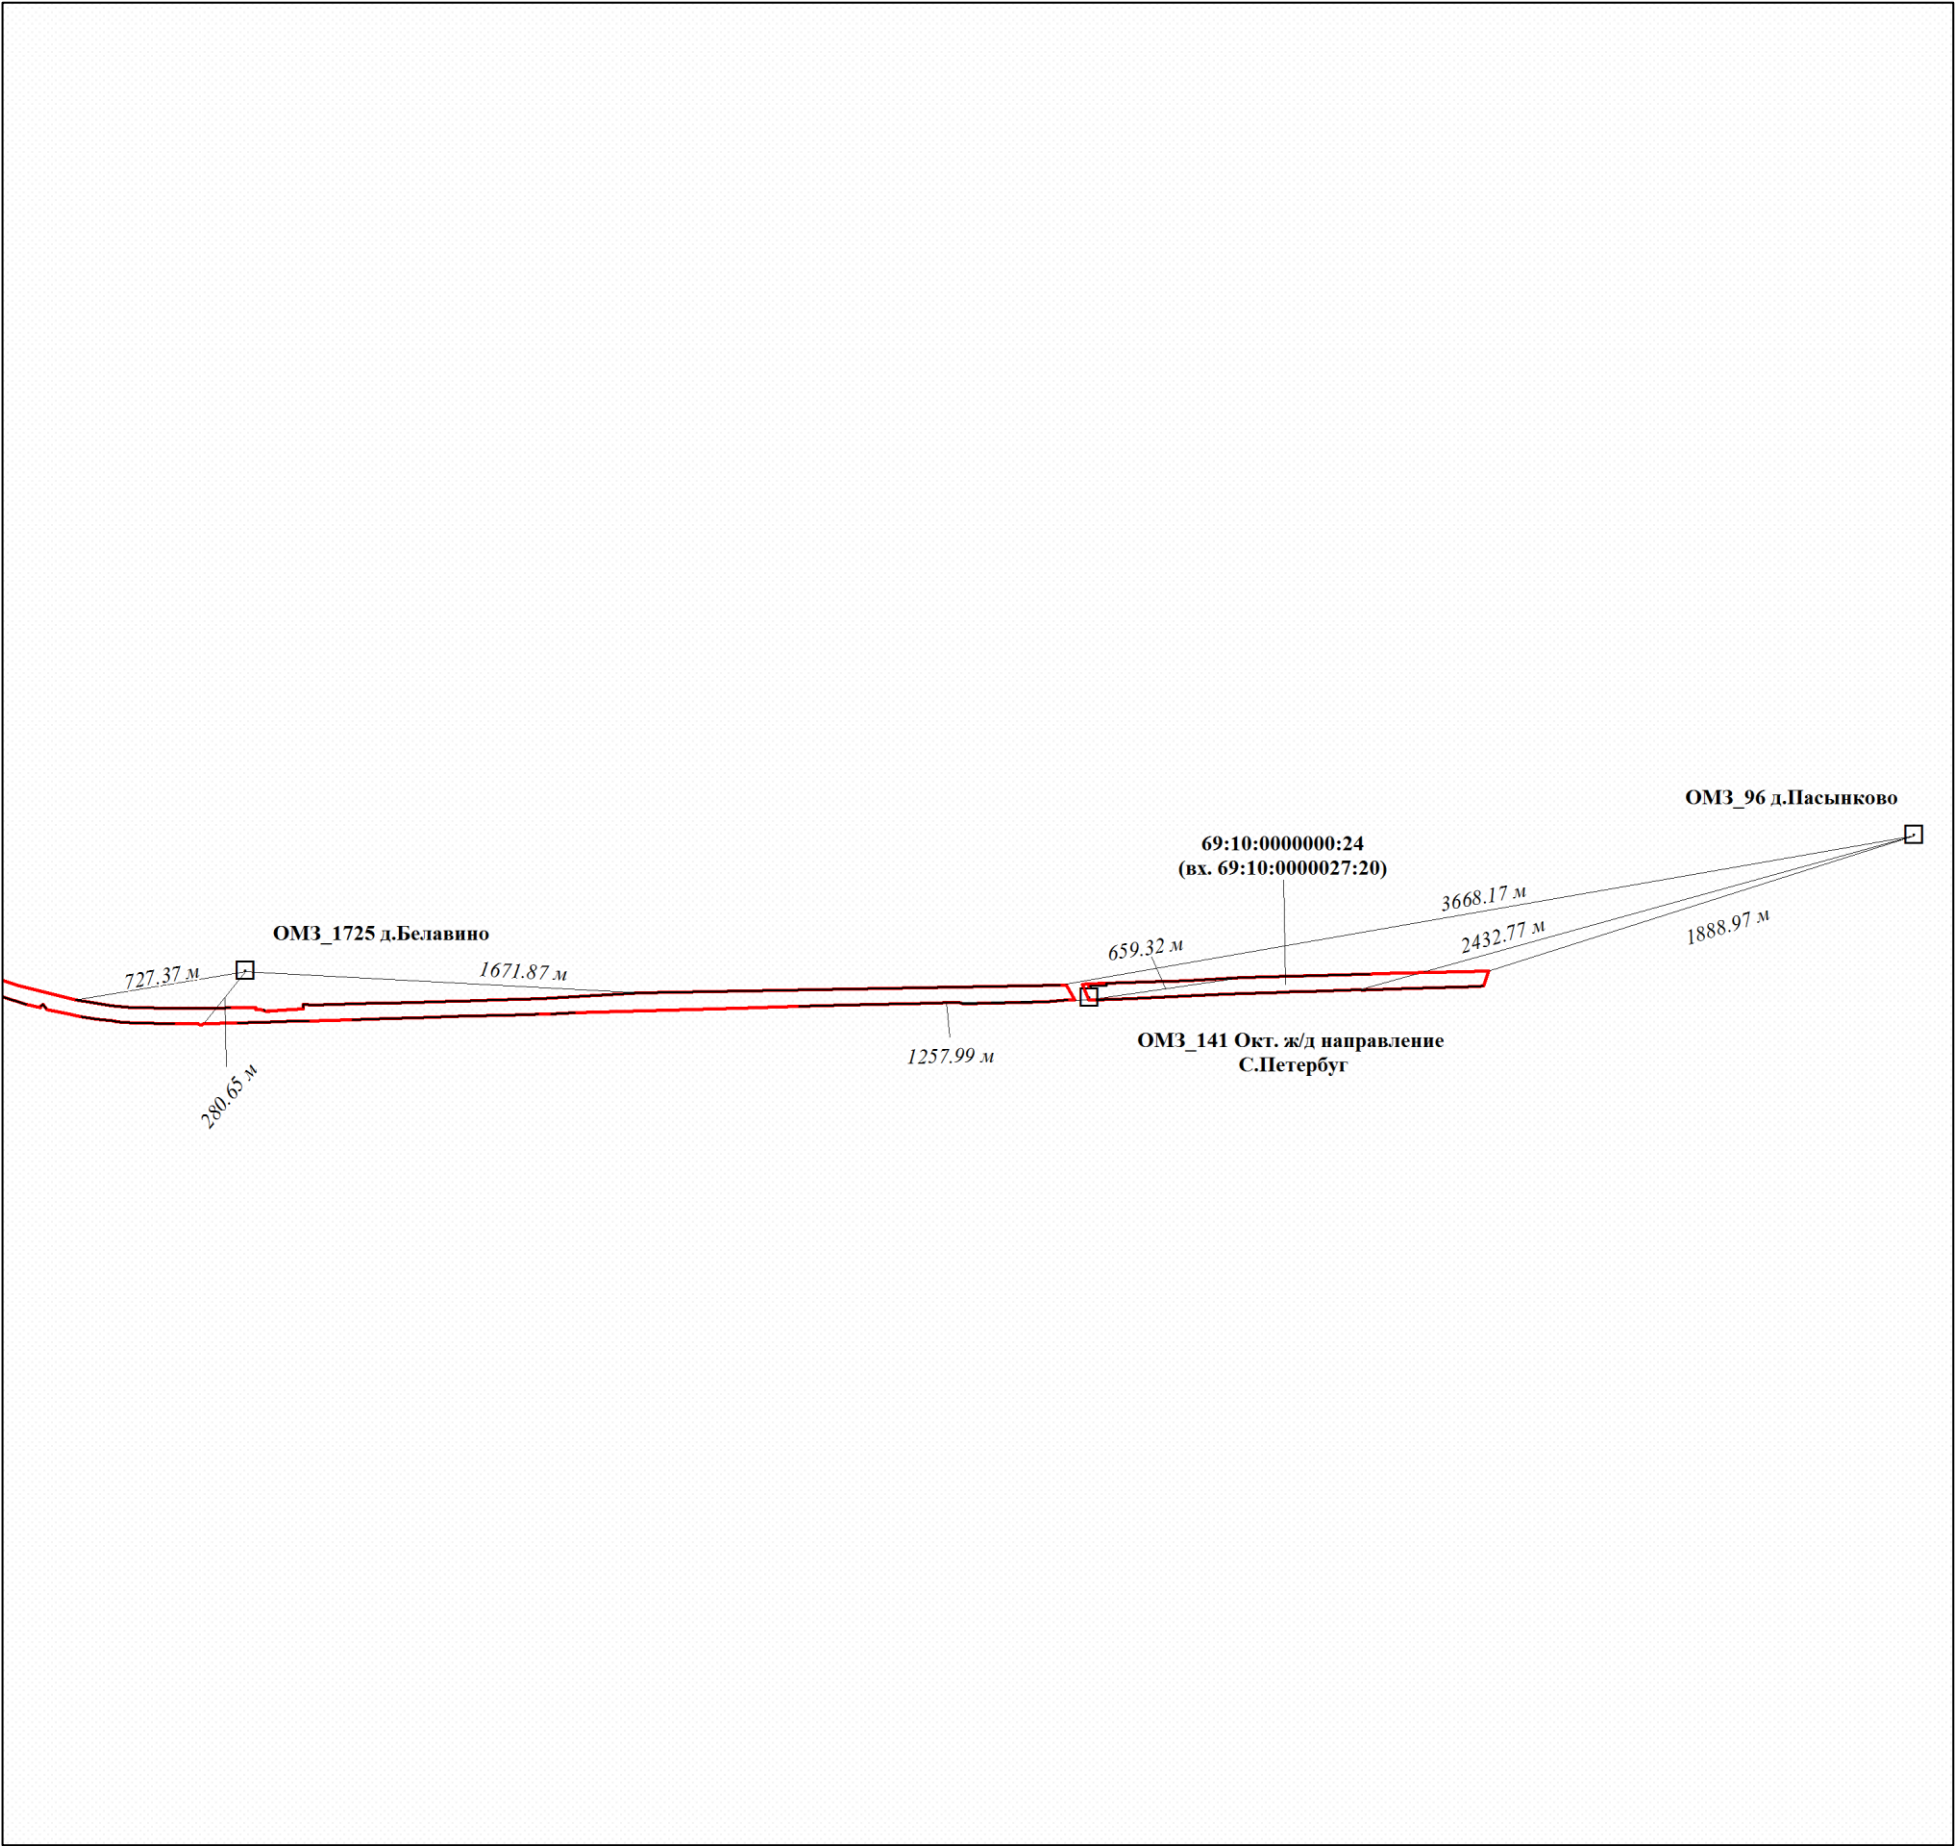 ОМЗ_96 д.Пасынково
69:10:0000000:24
(вх. 69:10:0000027:20)
3668.17 м
2432.77 м
1888.97 м
659.32 м
ОМЗ_1725 д.Белавино
727.37 м
1671.87 м
ОМЗ_141 Окт. ж/д направление
С.Петербуг
1257.99 м
280.65 м